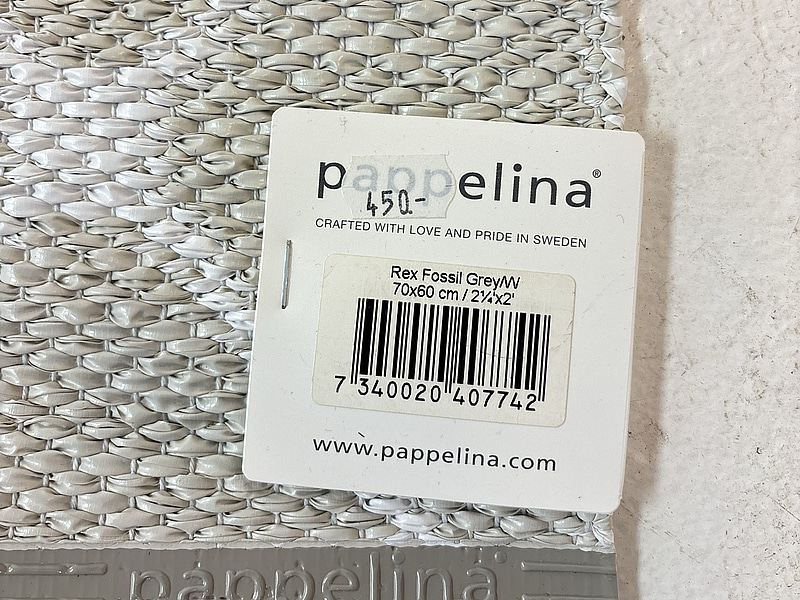 pappelina®
450.-
CRAFTED WITH LOVE AND PRIDE IN SWEDEN
Rex Fossil Grey/W
70x60 cm / 2¼'x2'
7 340020 407742
www.pappelina.com
pappelina